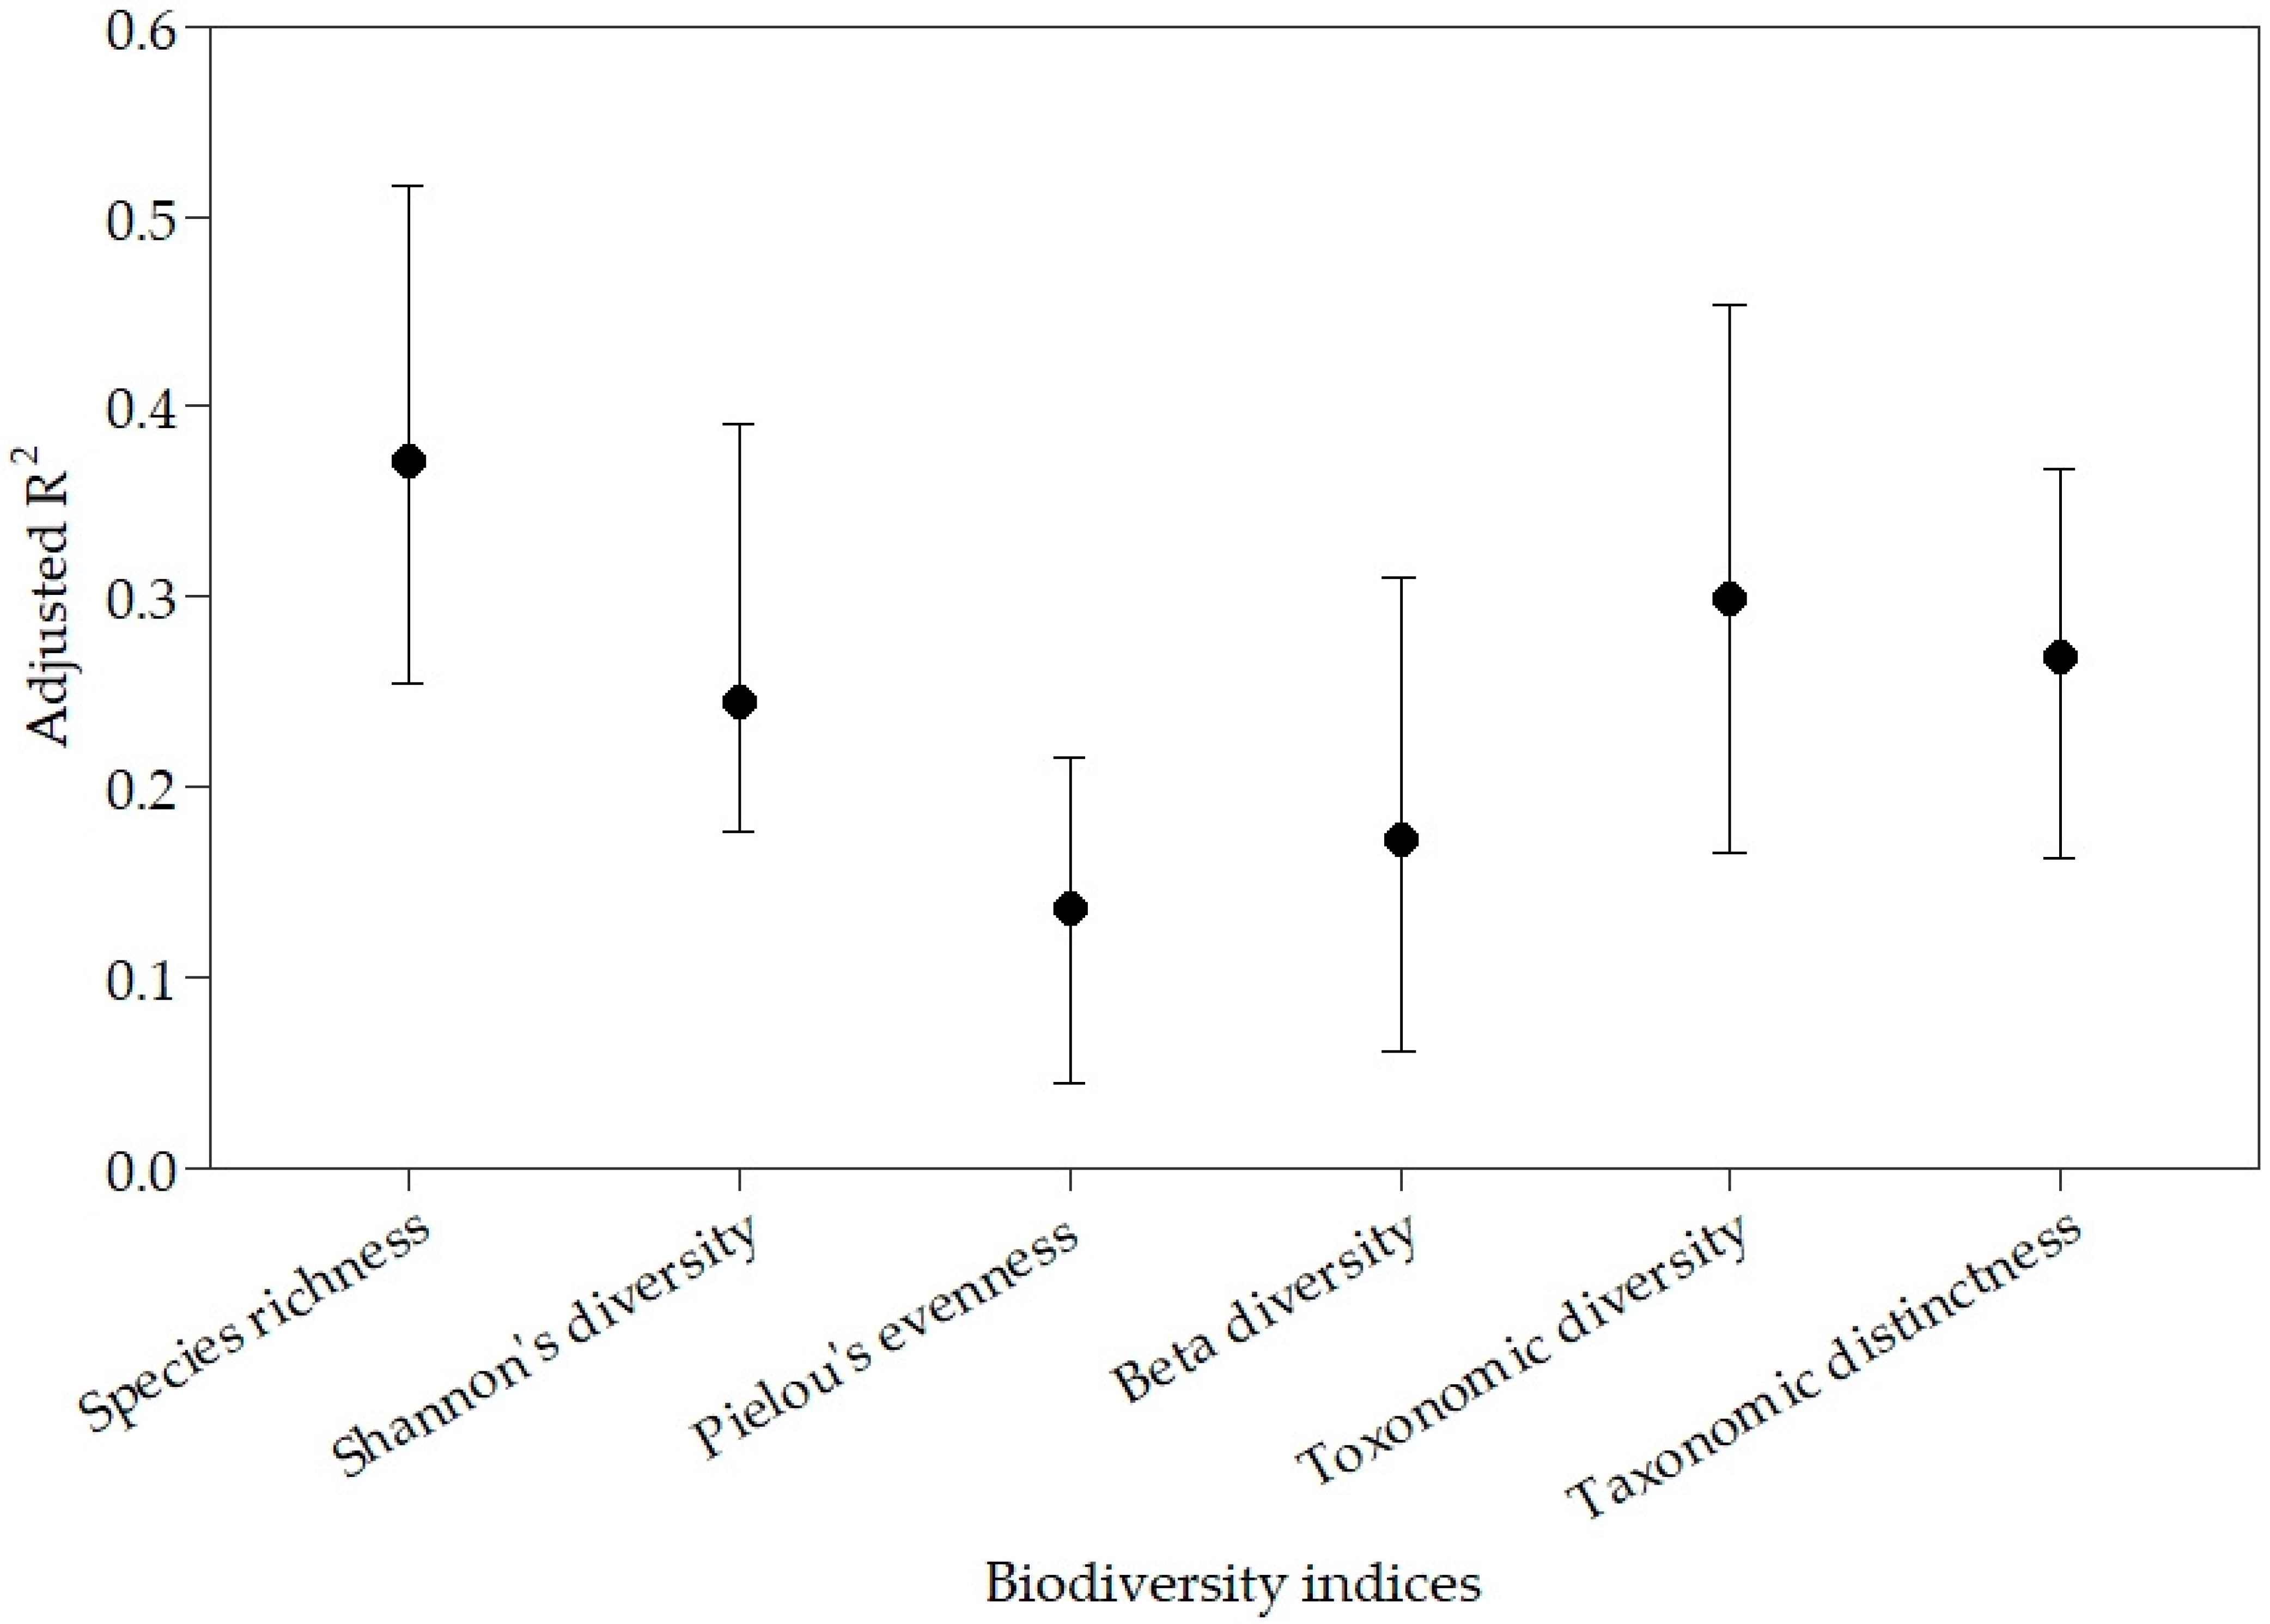 0.6
0.5
0.4
0.3
0.2
0.1
0.0
Adjusted R²
Species richness
Shannon's diversity
Pielou's evenness
Beta diversity
Toxonomic diversity
Taxonomic distinctness
Biodiversity indices